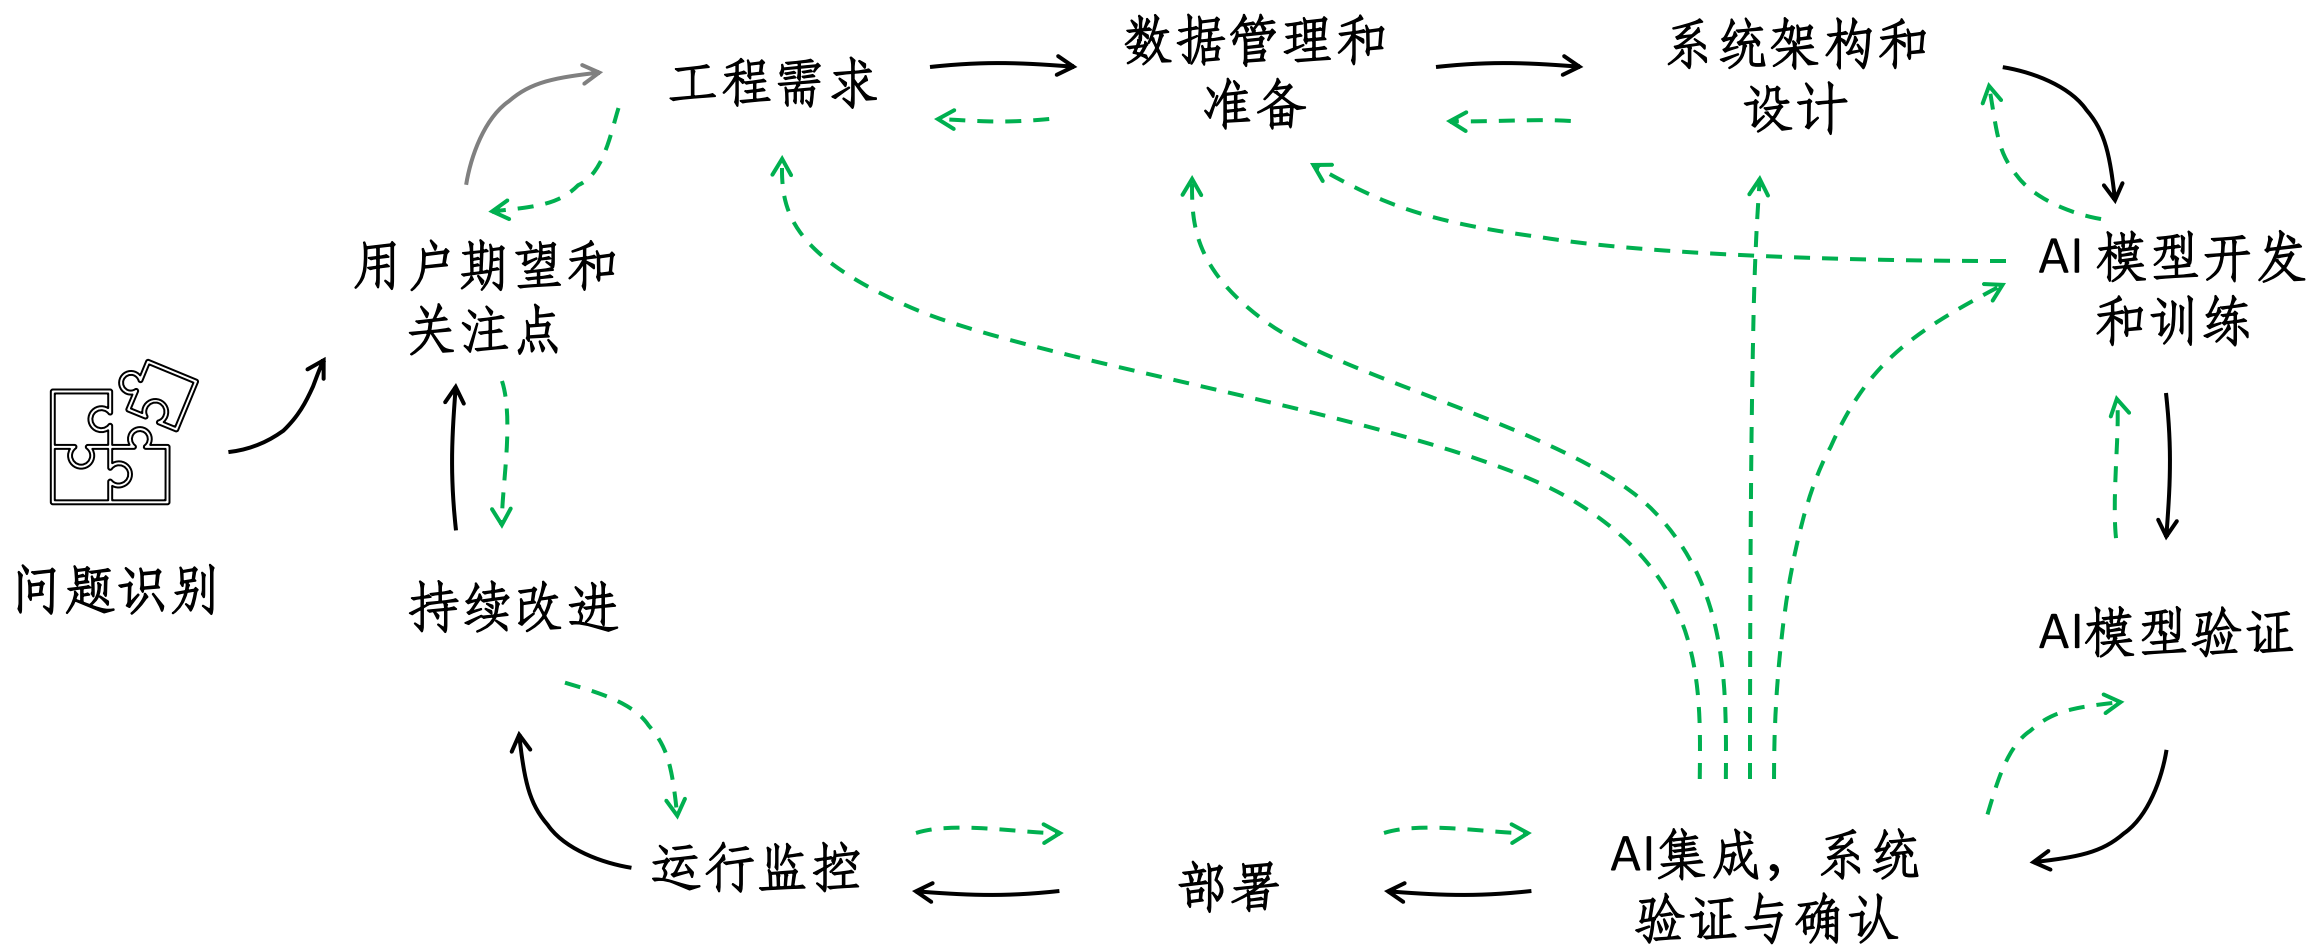 数据管理和
准备
系统架构和
设计
工程需求
用户期望和
关注点
AI 模型开发
和训练
问题识别
持续改进
AI模型验证
运行监控
部署
AI集成，系统
验证与确认